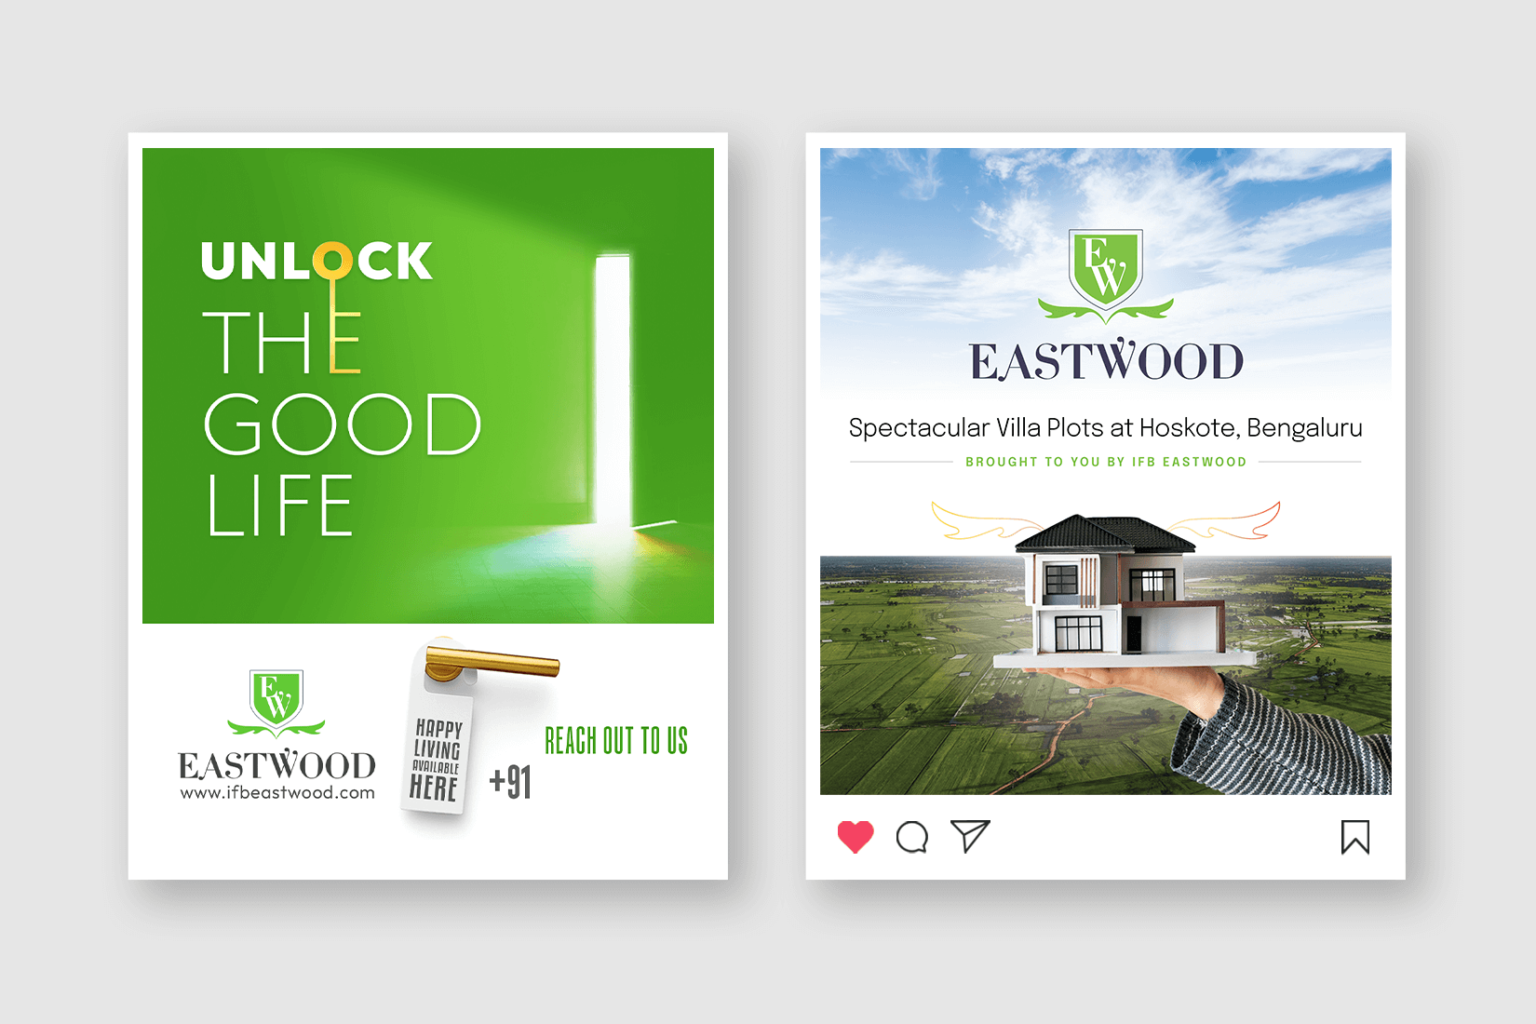 UNLOCK
THE
GOOD
LIFE
EW
EASTWOOD
www.ifbeastwood.com
HAPPY
LIVING
AVAILABLE
HERE
REACH OUT TO US
+91
EW
EASTWOOD
Spectacular Villa Plots at Hoskote, Bengaluru
BROUGHT TO YOU BY IFB EASTWOOD